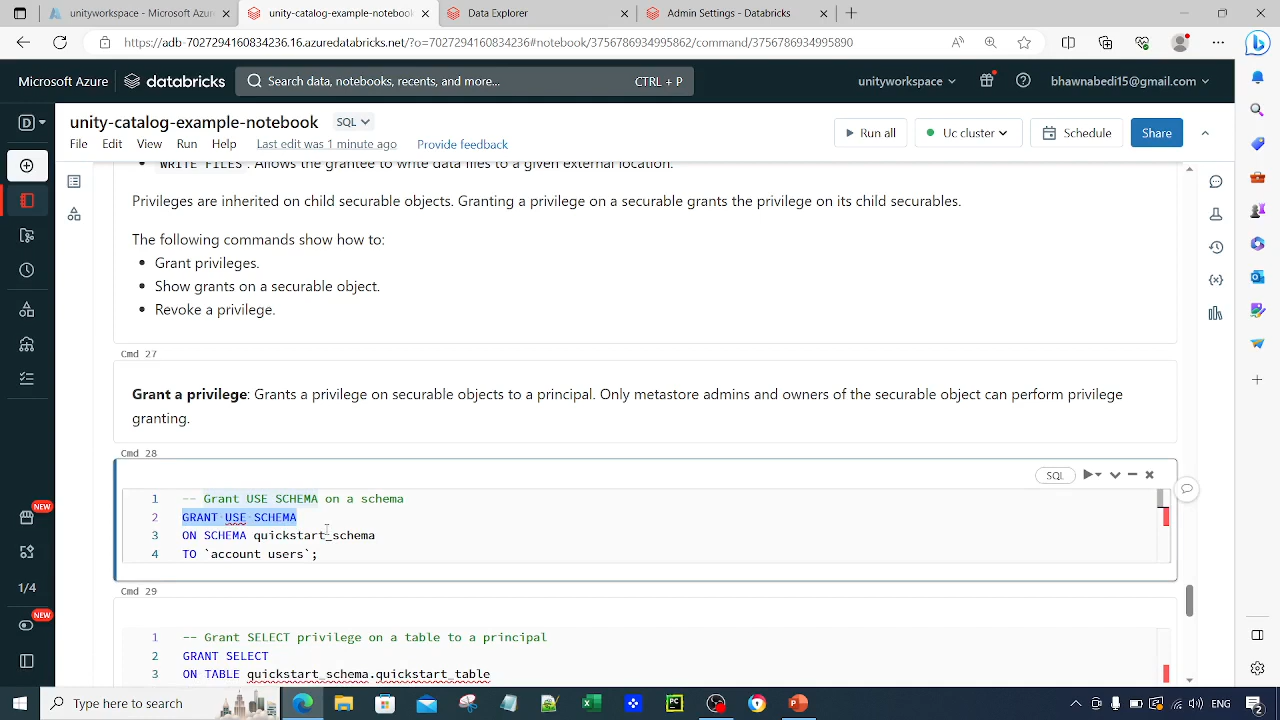 unityworkspace - Microsoft Azure
unity-catalog-example-notebook
Data Explorer
Admin Settings - Databricks
https://adb-7027294160834236.16.azuredatabricks.net/?o=7027294160834236#notebook/3756786934995862/command/3756786934995890
Microsoft Azure
databricks
Search data, notebooks, recents, and more...
CTRL + P
unityworkspace
bhawnabedi15@gmail.com
D
unity-catalog-example-notebook
SQL
File
Edit
View
Run
Help
Last edit was 1 minute ago
Provide feedback
Run all
Uc cluster
Schedule
Share
WRITE FILES : Allows the grantee to write data files to a given external location.
Privileges are inherited on child securable objects. Granting a privilege on a securable grants the privilege on its child securables.
The following commands show how to:
Grant privileges.
Show grants on a securable object.
Revoke a privilege.
Cmd 27
Grant a privilege: Grants a privilege on securable objects to a principal. Only metastore admins and owners of the securable object can perform privilege
granting.
Cmd 28
SQL
1 -- Grant USE SCHEMA on a schema
2 GRANT USE SCHEMA
3 ON SCHEMA quickstart_schema
4 TO `account users`;
Cmd 29
1 -- Grant SELECT privilege on a table to a principal
2 GRANT SELECT
3 ON TABLE quickstart_schema.quickstart_table
NEW
1/4
NEW
Type here to search
ENG
2